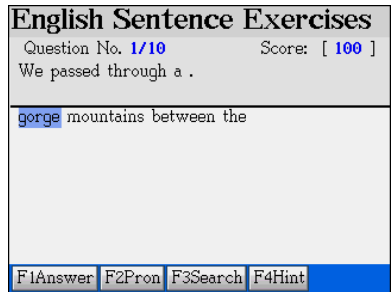 English Sentence Exercises
Question No. 1/10 Score: [ 100 ]
We passed through a .
gorge mountains between the
F1Answer F2Pron F3Search F4Hint